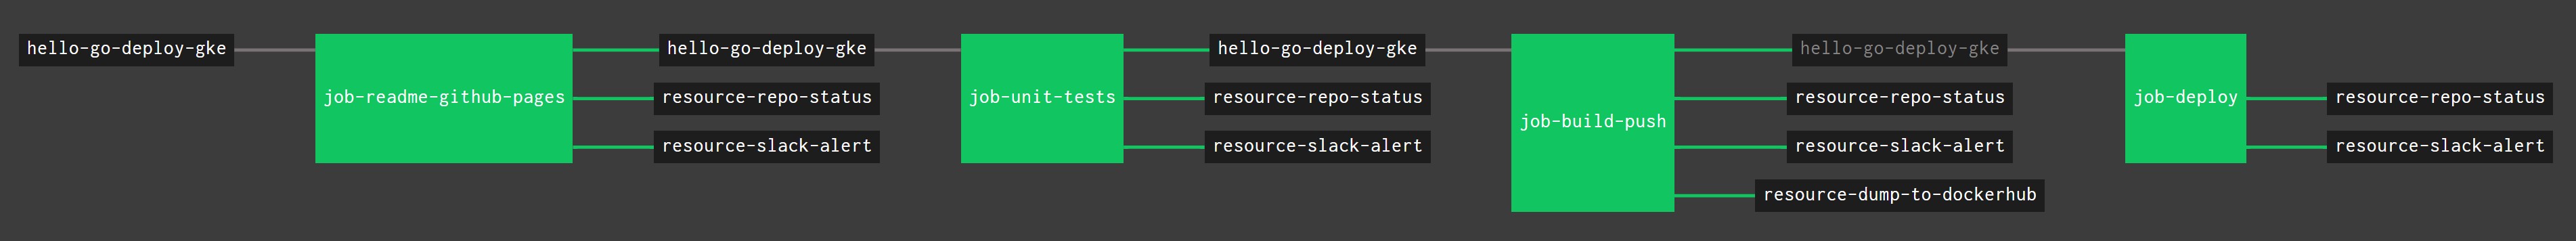 hello-go-deploy-gke
job-readme-github-pages
hello-go-deploy-gke
resource-repo-status
resource-slack-alert
job-unit-tests
hello-go-deploy-gke
resource-repo-status
resource-slack-alert
job-build-push
hello-go-deploy-gke
resource-repo-status
resource-slack-alert
resource-dump-to-dockerhub
job-deploy
resource-repo-status
resource-slack-alert